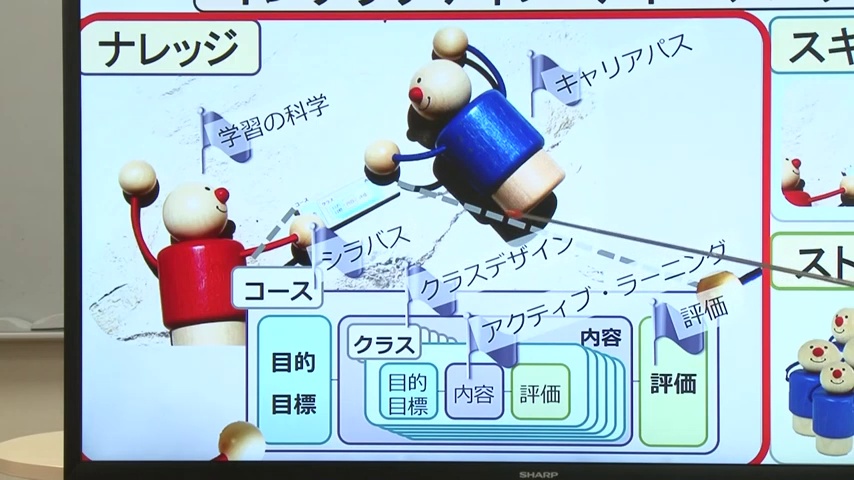 ナレッジ
スキ
キャリアパス
学習の科学
シラバス
クラスデザイン
アクティブ・ラーニング
評価
スト
コース
クラス
内容
目的
目標
目的
目標
内容
評価
評価
SHARP